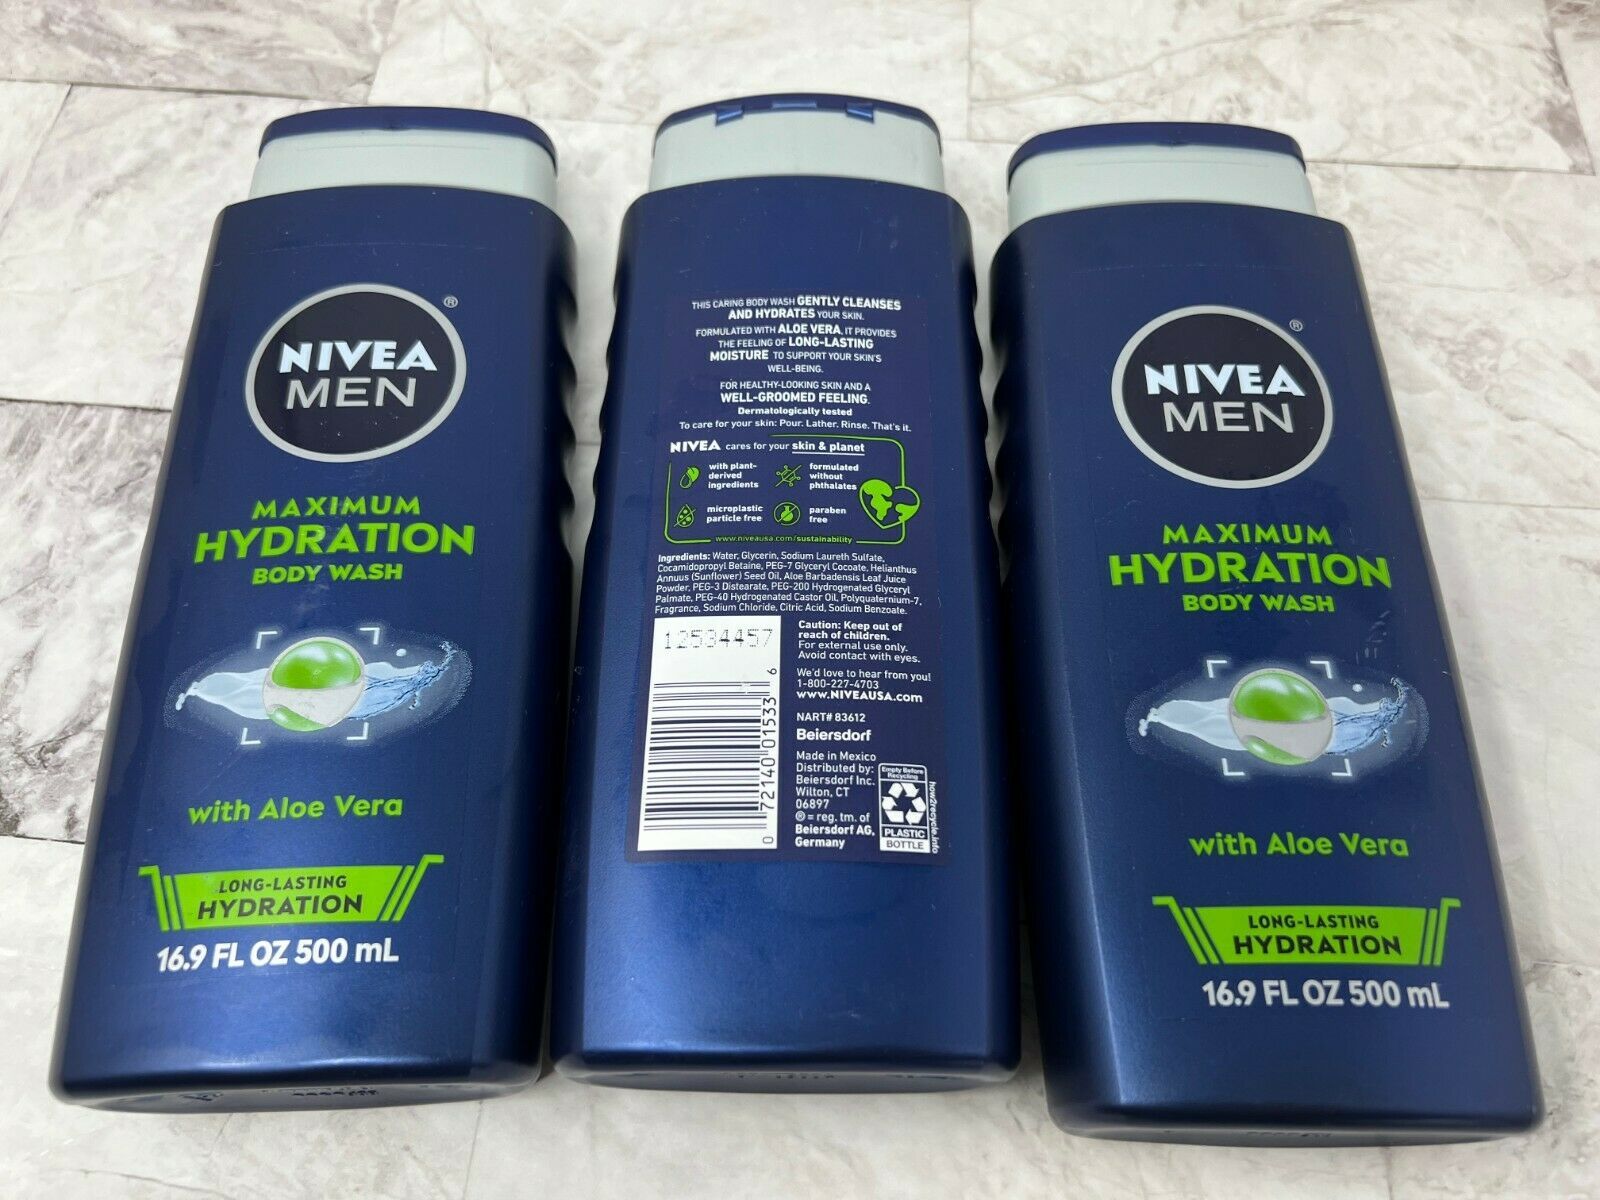 NIVEA
MEN
®
MAXIMUM
HYDRATION
BODY WASH
with Aloe Vera
LONG-LASTING
HYDRATION
16.9 FL OZ 500 mL
THIS CARING BODY WASH GENTLY CLEANSES
AND HYDRATES YOUR SKIN.
FORMULATED WITH ALOE VERA, IT PROVIDES
THE FEELING OF LONG-LASTING
MOISTURE TO SUPPORT YOUR SKIN'S
WELL-BEING.
FOR HEALTHY-LOOKING SKIN AND A
WELL-GROOMED FEELING.
Dermatologically tested
To care for your skin: Pour. Lather. Rinse. That's it.
NIVEA cares for your skin & planet
with plant-
derived
ingredients
formulated
without
phthalates
microplastic
particle free
paraben
free
www.niveausa.com/sustainability
Ingredients: Water, Glycerin, Sodium Laureth Sulfate,
Cocamidopropyl Betaine, PEG-7 Glyceryl Cocoate, Helianthus
Annuus (Sunflower) Seed Oil, Aloe Barbadensis Leaf Juice
Powder, PEG-3 Distearate, PEG-200 Hydrogenated Glyceryl
Palmate, PEG-40 Hydrogenated Castor Oil, Polyquaternium-7,
Fragrance, Sodium Chloride, Citric Acid, Sodium Benzoate.
12534457
0 72140 01533 6
Caution: Keep out of
reach of children.
For external use only.
Avoid contact with eyes.
We'd love to hear from you!
1-800-227-4703
www.NIVEAUSA.com
NART# 83612
Beiersdorf
Made in Mexico
Distributed by:
Beiersdorf Inc.
Wilton, CT
06897
® = reg. tm. of
Beiersdorf AG,
Germany
Empty Before
Recycling
PLASTIC
BOTTLE
how2recycle.info
NIVEA
MEN
®
MAXIMUM
HYDRATION
BODY WASH
with Aloe Vera
LONG-LASTING
HYDRATION
16.9 FL OZ 500 mL